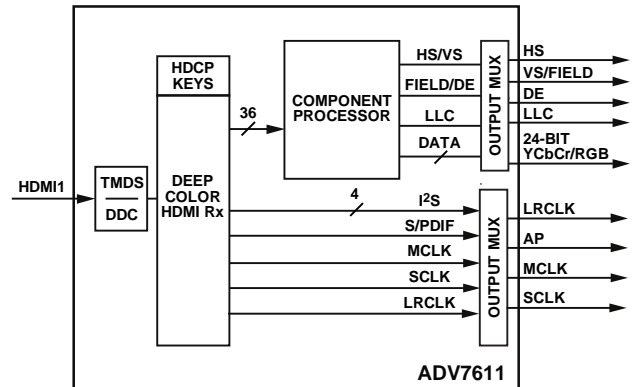 HDCP
KEYS
36
COMPONENT
PROCESSOR
HS/VS
FIELD/DE
LLC
DATA
OUTPUT MUX
HS
VS/FIELD
DE
LLC
24-BIT
YCbCr/RGB
HDMI1
TMDS
DDC
DEEP
COLOR
HDMI Rx
4
I²S
S/PDIF
MCLK
SCLK
LRCLK
OUTPUT MUX
LRCLK
AP
MCLK
SCLK
ADV7611